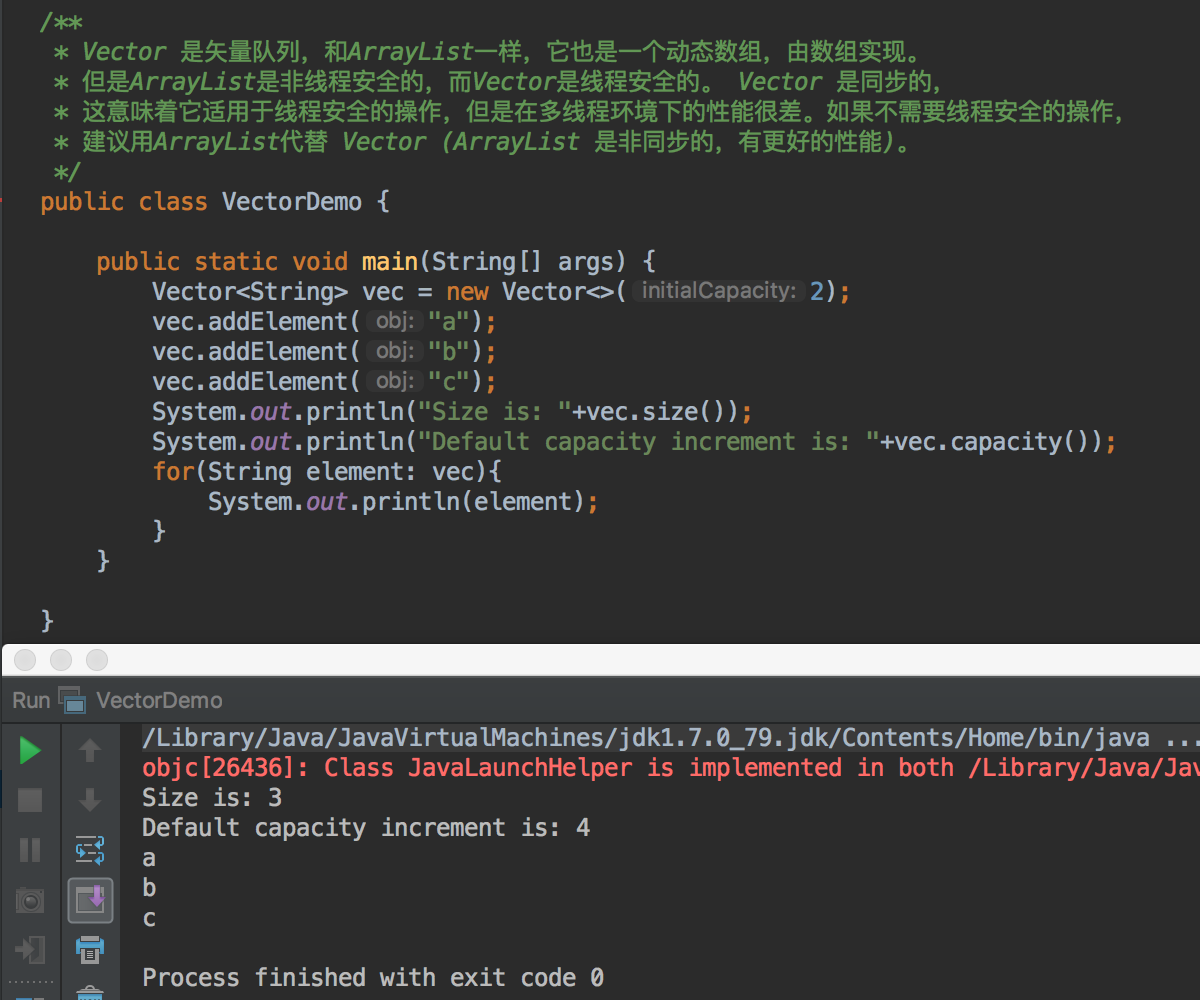 /**
* Vector 是矢量队列，和ArrayList一样，它也是一个动态数组，由数组实现。
* 但是ArrayList是非线程安全的，而Vector是线程安全的。 Vector 是同步的，
* 这意味着它适用于线程安全的操作，但是在多线程环境下的性能很差。如果不需要线程安全的操作，
* 建议用ArrayList代替 Vector (ArrayList 是非同步的，有更好的性能)。
*/
public class VectorDemo {
public static void main(String[] args) {
Vector<String> vec = new Vector<>( initialCapacity: 2);
vec.addElement( obj: "a");
vec.addElement( obj: "b");
vec.addElement( obj: "c");
System.out.println("Size is: "+vec.size());
System.out.println("Default capacity increment is: "+vec.capacity());
for(String element: vec){
System.out.println(element);
}
}
}
Run VectorDemo
/Library/Java/JavaVirtualMachines/jdk1.7.0_79.jdk/Contents/Home/bin/java ...
objc[26436]: Class JavaLaunchHelper is implemented in both /Library/Java/Jav
Size is: 3
Default capacity increment is: 4
a
b
c
Process finished with exit code 0